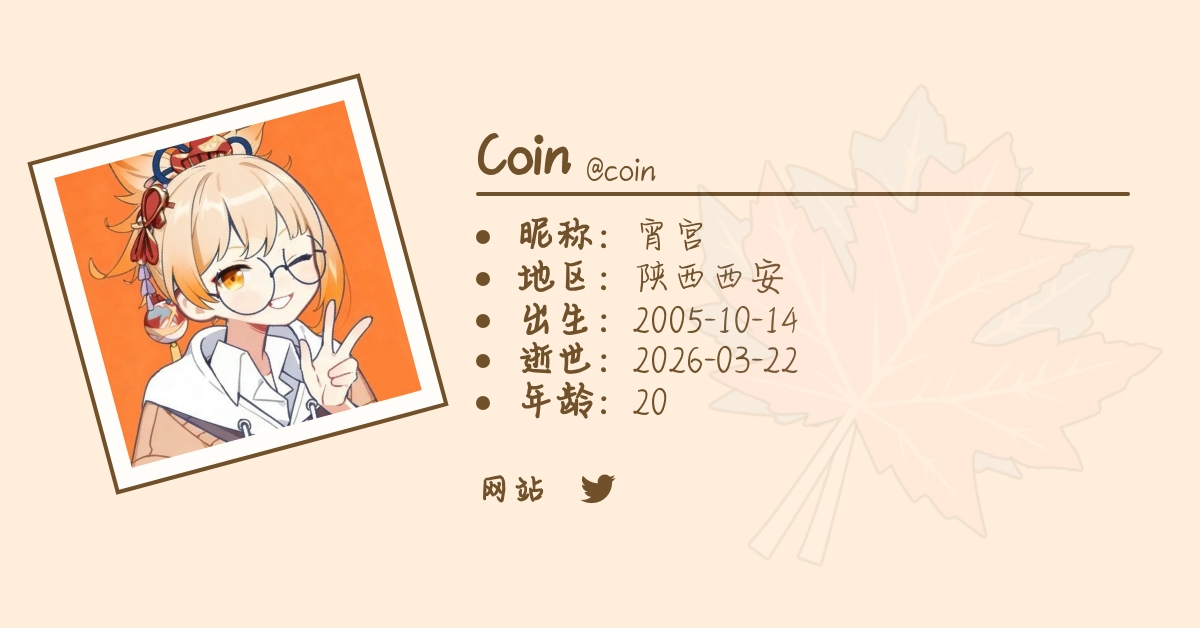 Coin @coin
昵称： 宵宫
地区： 陕西西安
出生： 2005-10-14
逝世： 2026-03-22
年龄： 20
网站